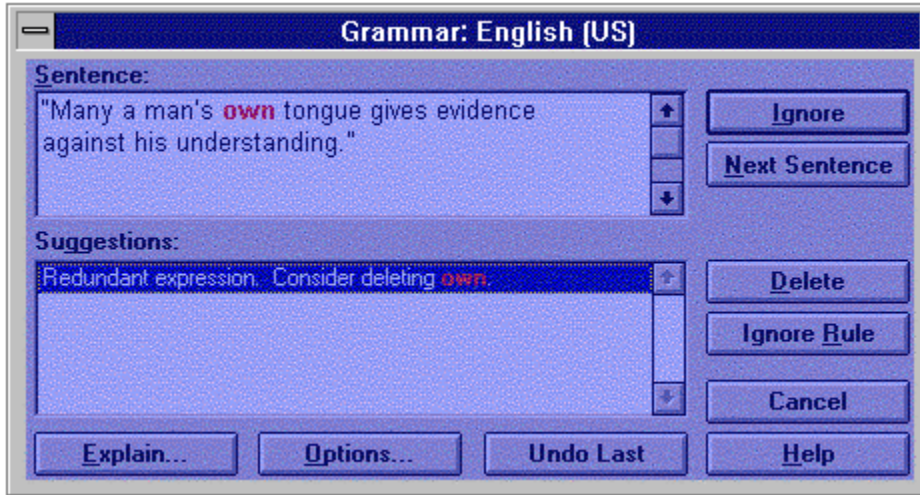 Grammar: English (US)
Sentence:
"Many a man's own tongue gives evidence
against his understanding."
Ignore
Next Sentence
Suggestions:
Redundant expression.  Consider deleting own.
Delete
Ignore Rule
Cancel
Explain...
Options...
Undo Last
Help